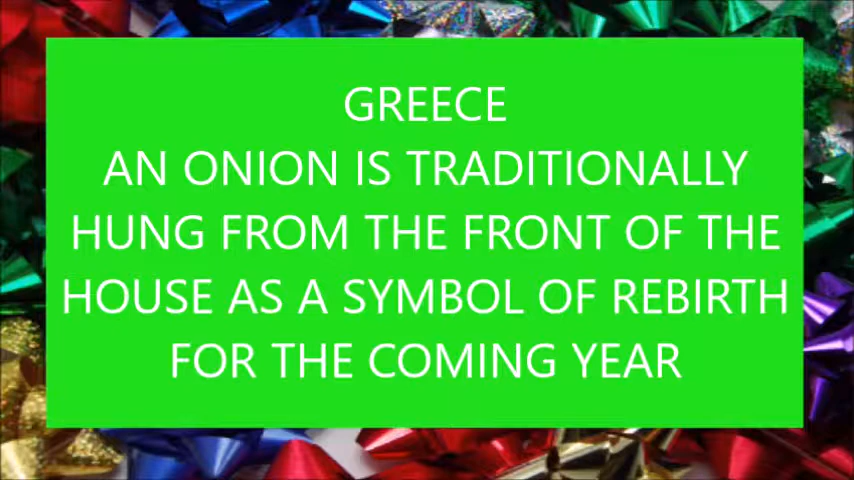 GREECE
AN ONION IS TRADITIONALLY
HUNG FROM THE FRONT OF THE
HOUSE AS A SYMBOL OF REBIRTH
FOR THE COMING YEAR